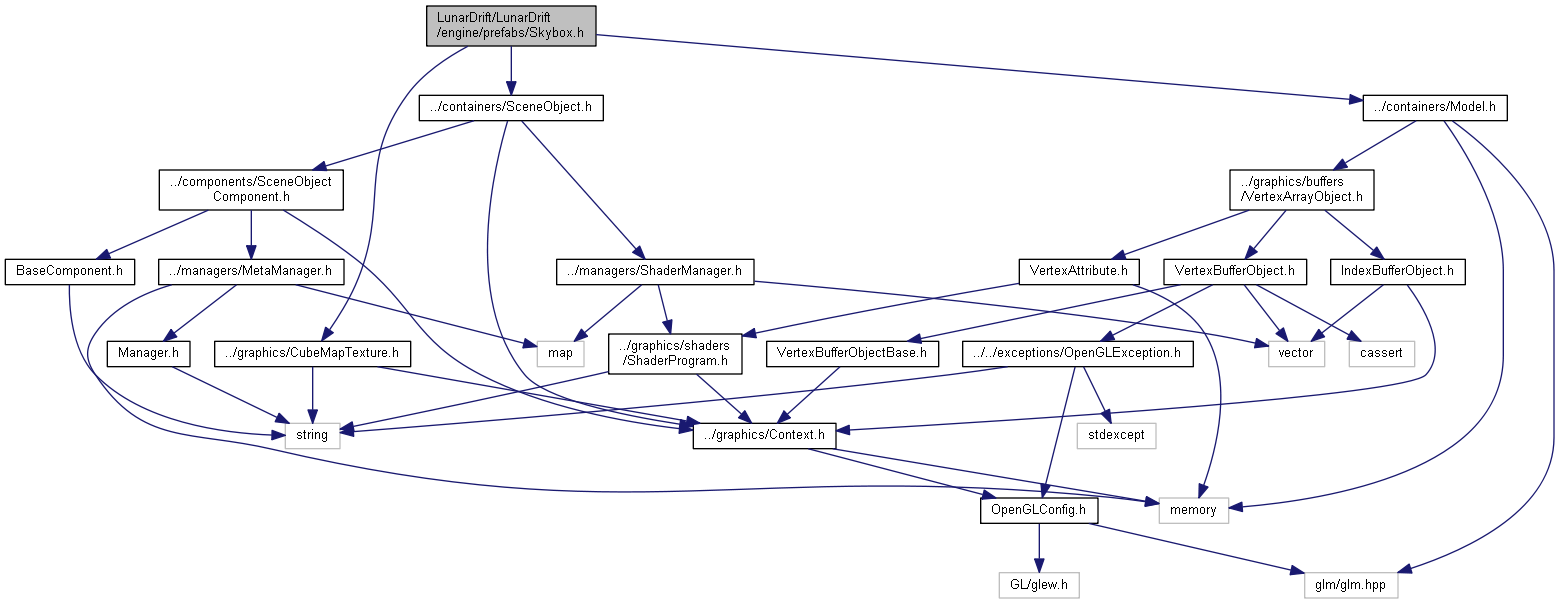 LunarDrift/LunarDrift
/engine/prefabs/Skybox.h
../containers/SceneObject.h
../containers/Model.h
../components/SceneObject
Component.h
../graphics/buffers
/VertexArrayObject.h
BaseComponent.h
../managers/MetaManager.h
../managers/ShaderManager.h
VertexAttribute.h
VertexBufferObject.h
IndexBufferObject.h
Manager.h
../graphics/CubeMapTexture.h
map
../graphics/shaders
/ShaderProgram.h
VertexBufferObjectBase.h
../../exceptions/OpenGLException.h
vector
cassert
string
../graphics/Context.h
stdexcept
OpenGLConfig.h
memory
GL/glew.h
glm/glm.hpp